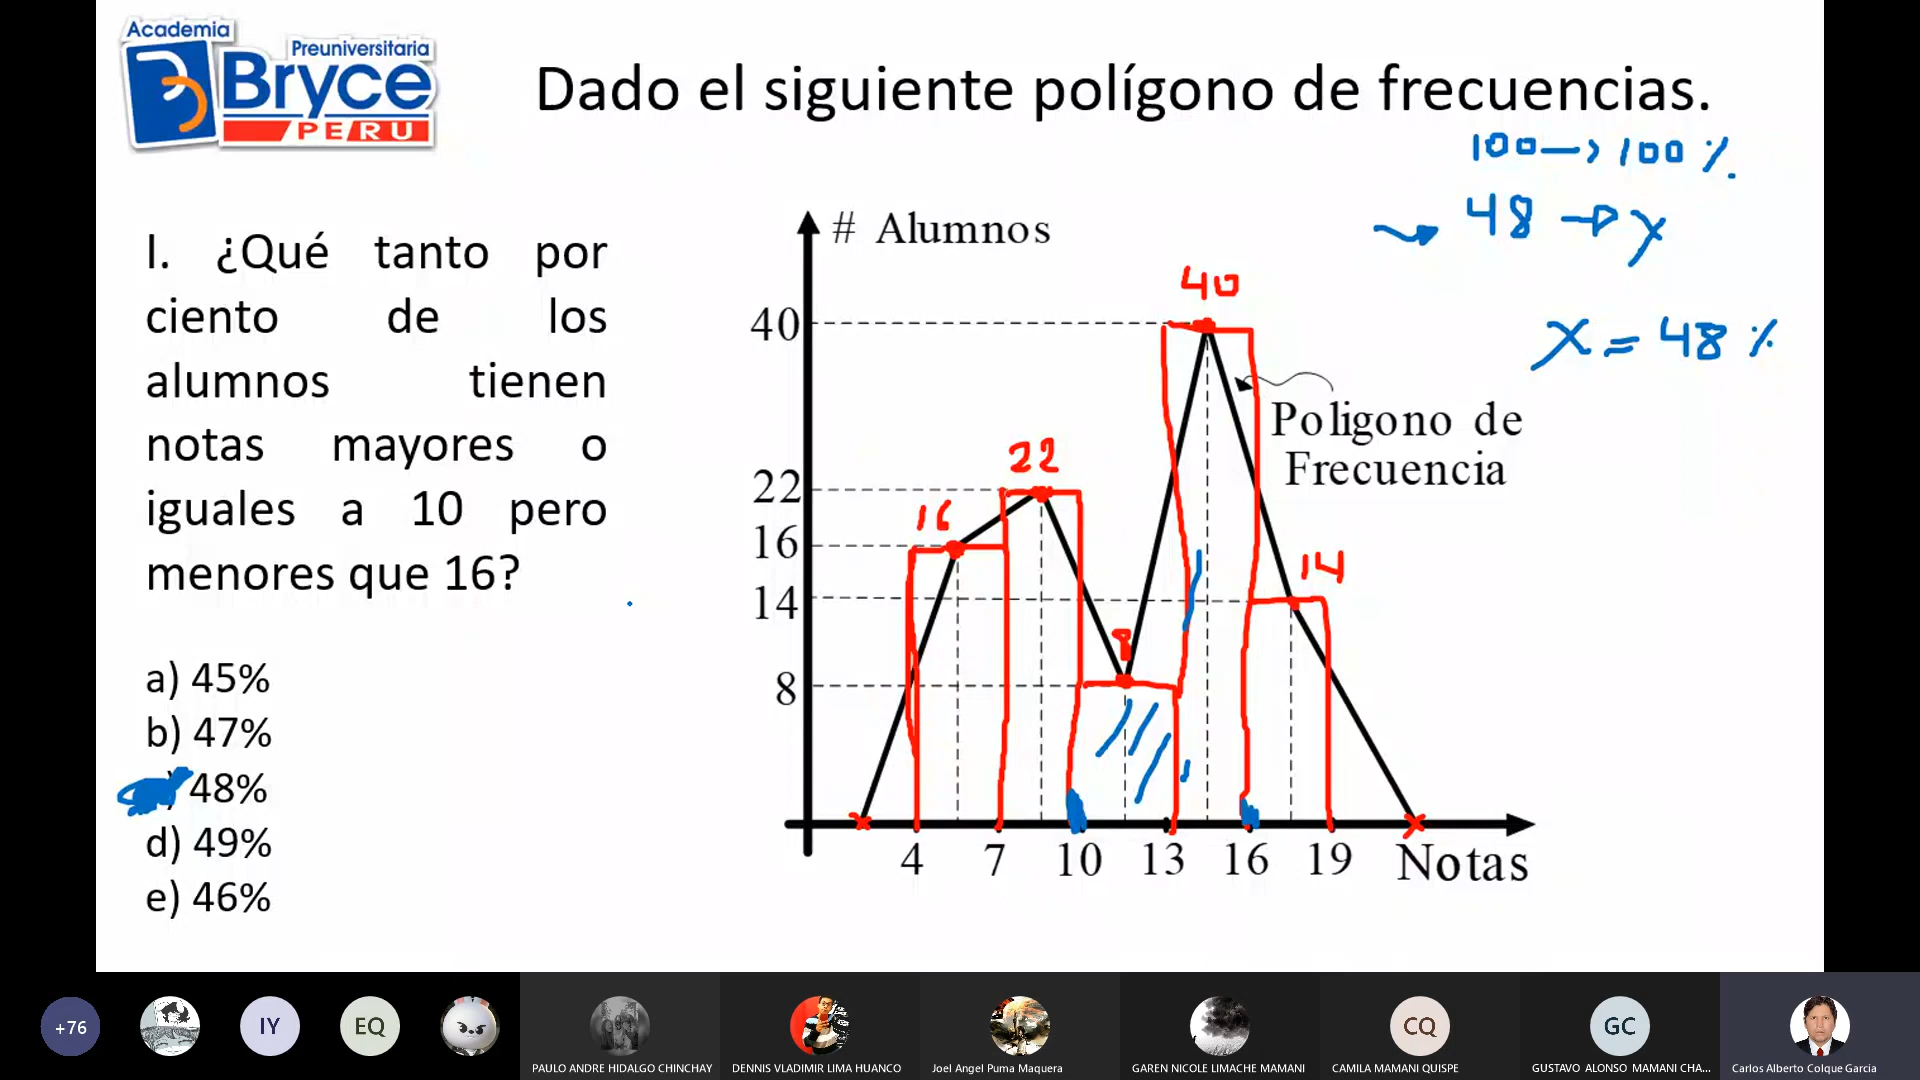 Academia
Preuniversitaria
Bryce
PERU
Dado el siguiente polígono de frecuencias.
100 → 100 %
48 → x
x = 48 %
I. ¿Qué tanto por
ciento de los
alumnos tienen
notas mayores o
iguales a 10 pero
menores que 16?
a) 45%
b) 47%
) 48%
d) 49%
e) 46%
# Alumnos
40
40
Poligono de
Frecuencia
22
22
16
16
14
14
8
8
4 7 10 13 16 19 Notas
+76
IY
EQ
CQ
GC
PAULO ANDRE HIDALGO CHINCHAY
DENNIS VLADIMIR LIMA HUANCO
Joel Angel Puma Maquera
GAREN NICOLE LIMACHE MAMANI
CAMILA MAMANI QUISPE
GUSTAVO ALONSO MAMANI CHA...
Carlos Alberto Colque Garcia